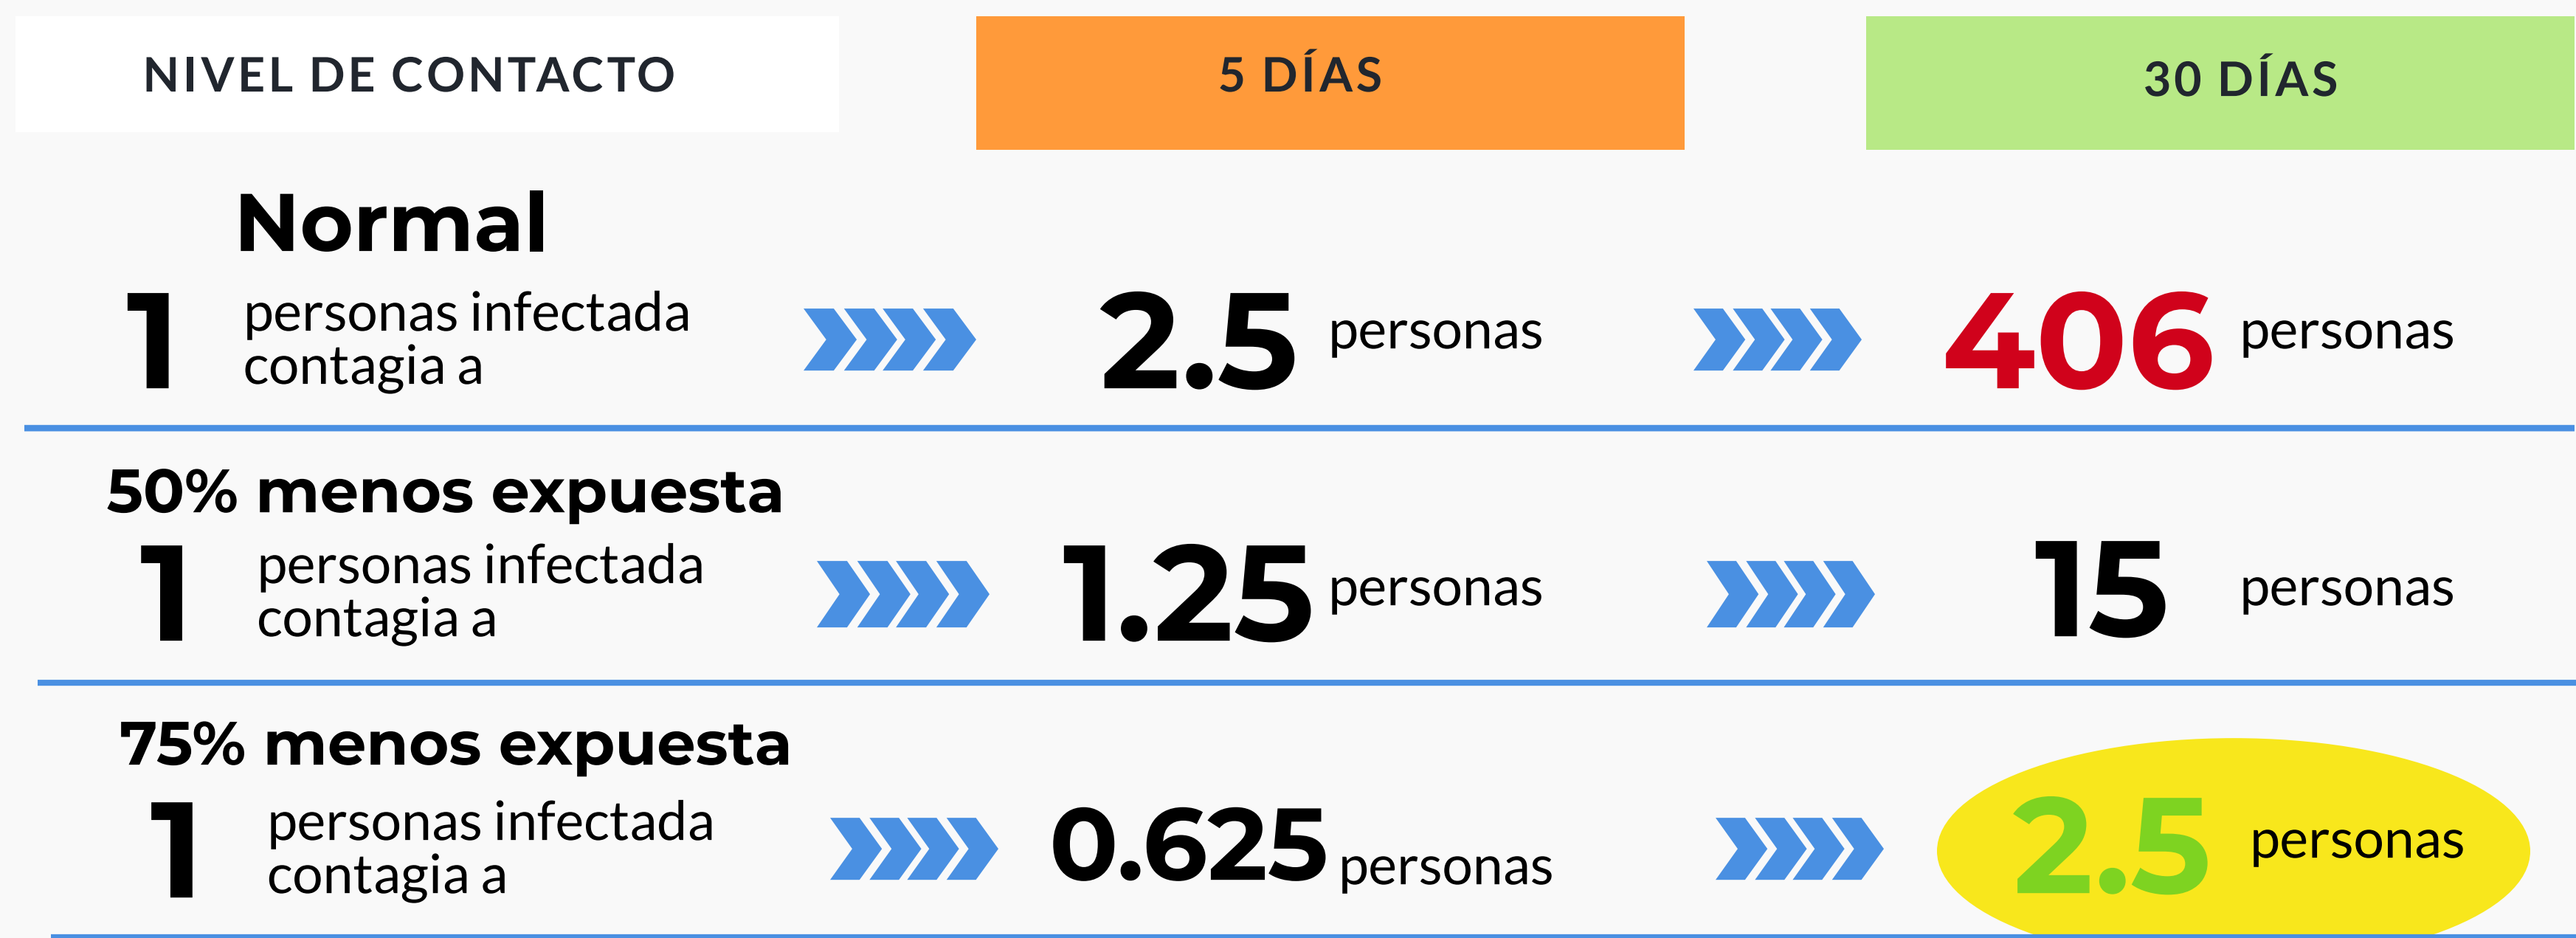 NIVEL DE CONTACTO
5 DÍAS
30 DÍAS
Normal
1
personas infectada
contagia a
2.5 personas
406 personas
50% menos expuesta
1
personas infectada
contagia a
1.25 personas
15 personas
75% menos expuesta
1
personas infectada
contagia a
0.625 personas
2.5 personas